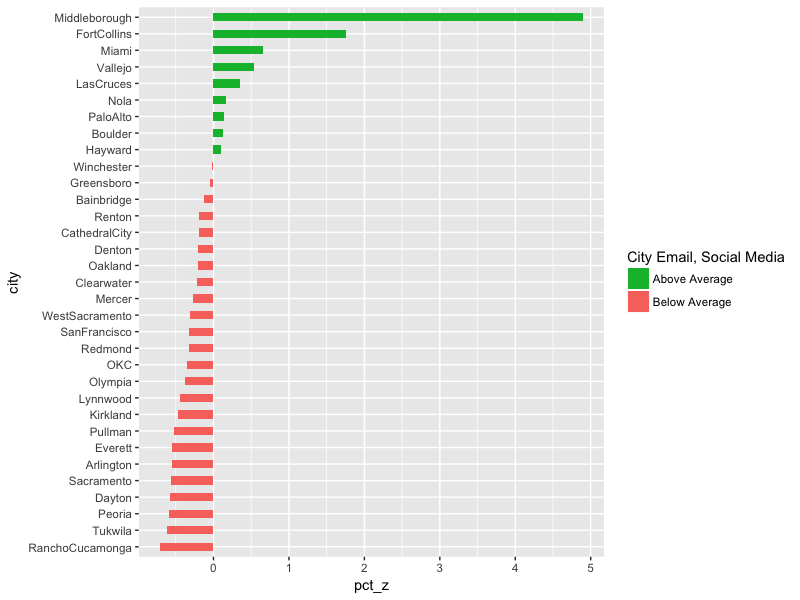 Middleborough
FortCollins
Miami
Vallejo
LasCruces
Nola
PaloAlto
Boulder
Hayward
Winchester
Greensboro
Bainbridge
Renton
CathedralCity
Denton
Oakland
Clearwater
Mercer
WestSacramento
SanFrancisco
Redmond
OKC
Olympia
Lynnwood
Kirkland
Pullman
Everett
Arlington
Sacramento
Dayton
Peoria
Tukwila
RanchoCucamonga
city
0 1 2 3 4 5
pct_z
City Email, Social Media
Above Average
Below Average